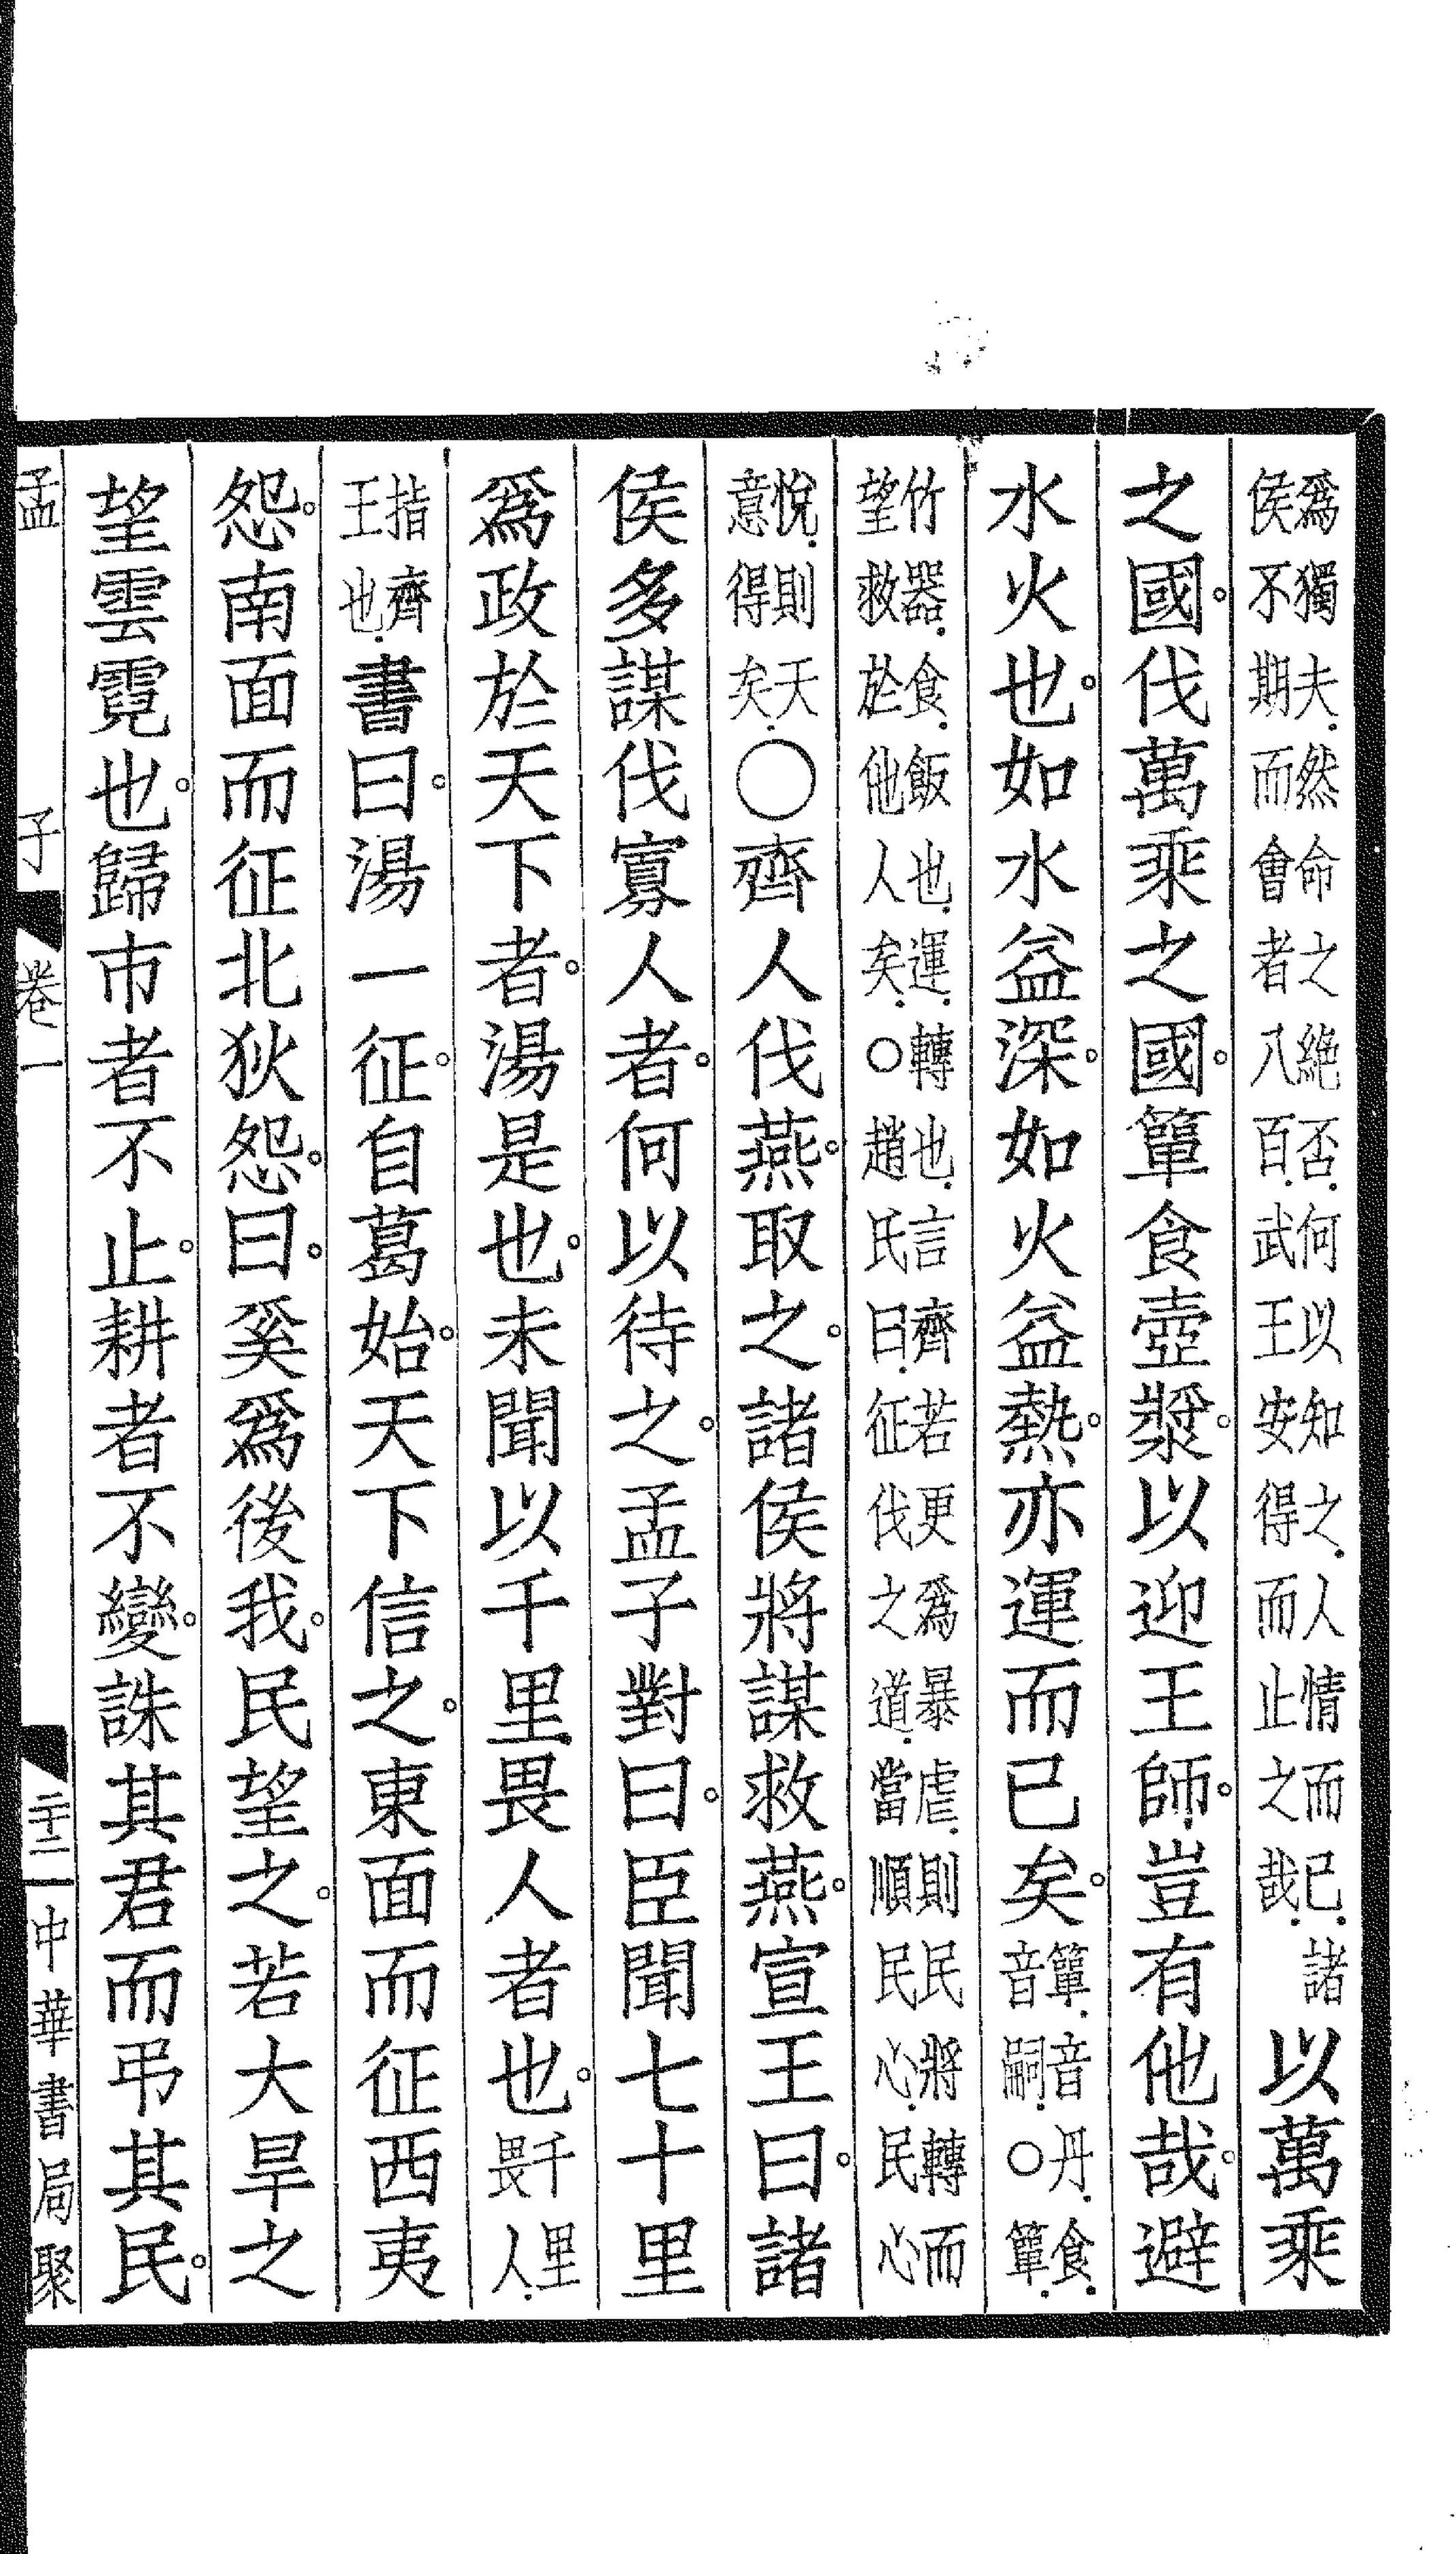 爲獨夫.然命之絕否.何以知之.人情而已.諸
侯不期而會者八百.武王安得而止之哉.
以萬乘
之國。伐萬乘之國。簞食壺漿。以迎王師。豈有他哉。避
水火也。如水益深。如火益熱。亦運而已矣。
簞.音丹.食.
音嗣.○簞.
竹器.食.飯也.運.轉也.言齊若更爲暴虐.則民將轉而
望救於他人矣.○趙氏曰.征伐之道.當順民心.民心
悅.則天
意得矣.
○齊人伐燕。取之。諸侯將謀救燕。宣王曰。諸
侯多謀伐寡人者。何以待之。孟子對曰。臣聞七十里
爲政於天下者。湯是也。未聞以千里畏人者也。
千里
畏人.
指齊
王也.
書曰。湯一征。自葛始。天下信之。東面而征西夷
怨。南面而征北狄怨。曰。奚爲後我。民望之。若大旱之
望雲霓也。歸市者不止。耕者不變。誅其君而弔其民。
孟子 卷一 二十二 中華書局聚